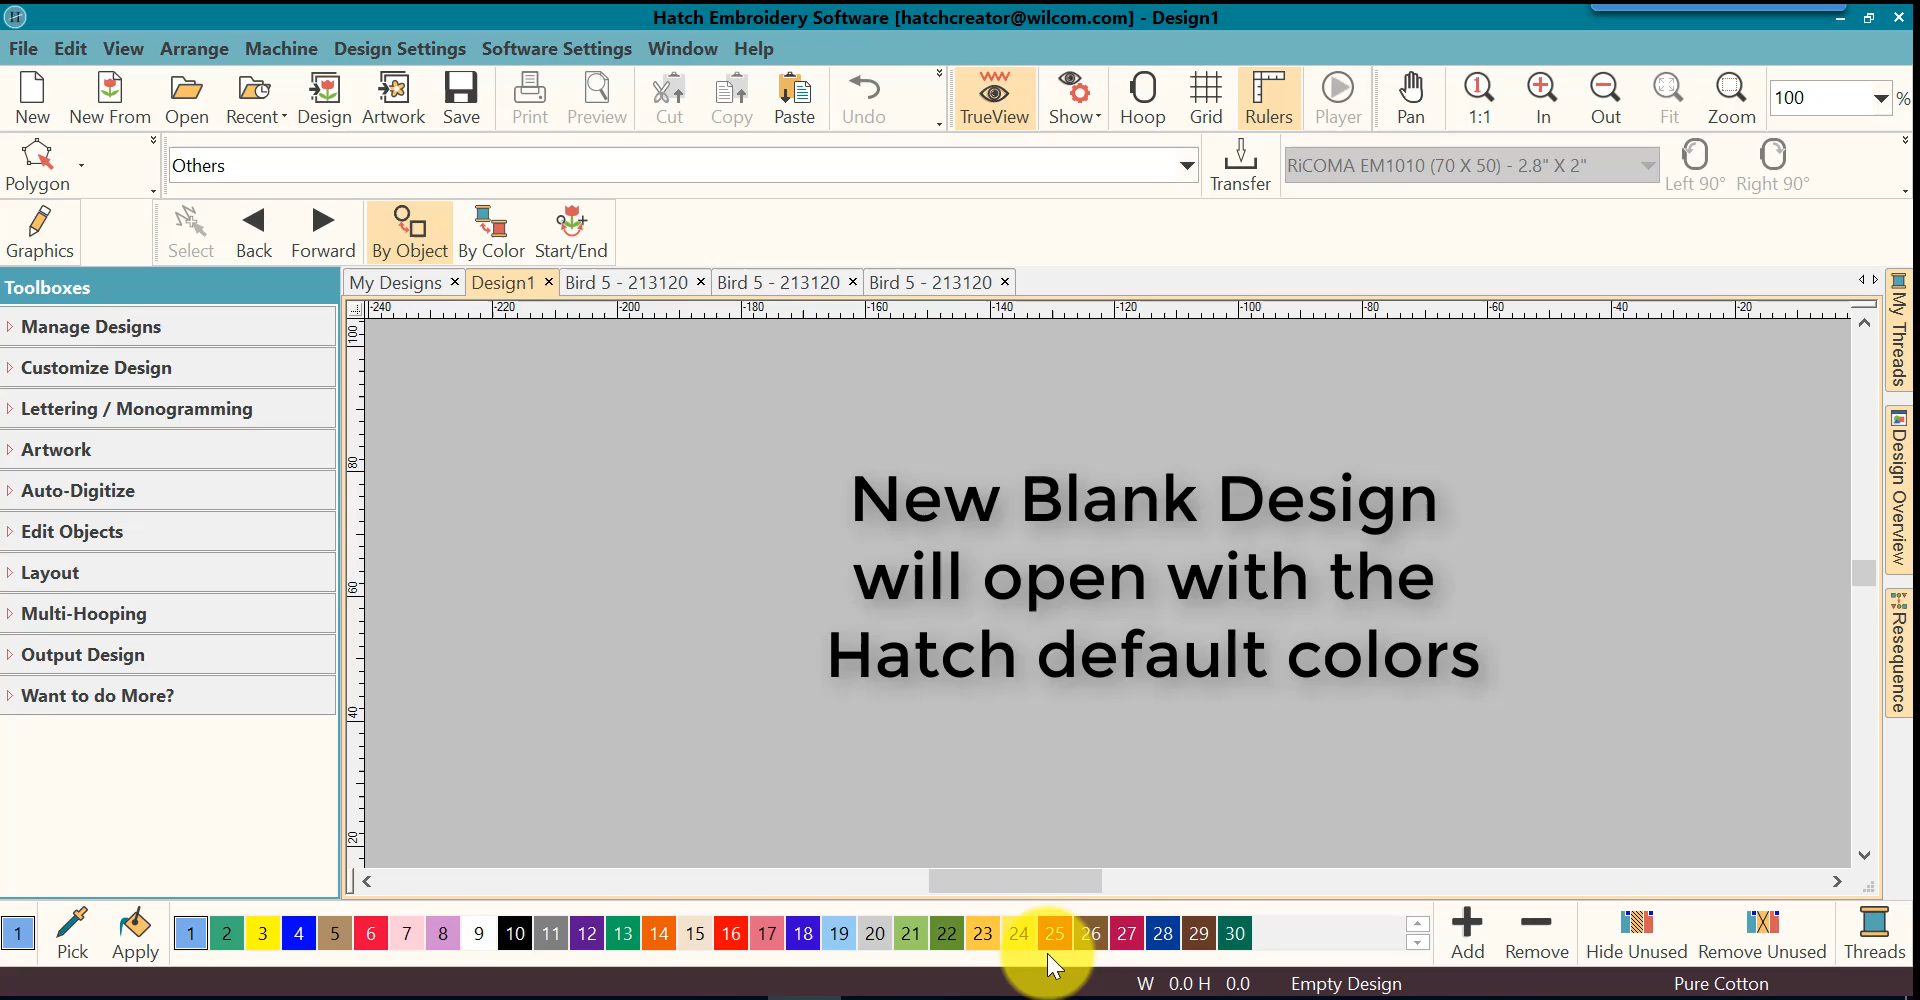 Hatch Embroidery Software [hatchcreator@wilcom.com] - Design1
File Edit View Arrange Machine Design Settings Software Settings Window Help
New New From Open Recent Design Artwork Save Print Preview Cut Copy Paste Undo TrueView Show Hoop Grid Rulers Player Pan 1:1 In Out Fit Zoom 100 %
Polygon Others Transfer RiCOMA EM1010 (70 X 50) - 2.8" X 2" Left 90° Right 90°
Graphics Select Back Forward By Object By Color Start/End
Toolboxes
My Designs Design1 Bird 5 - 213120 Bird 5 - 213120 Bird 5 - 213120
-240 -220 -200 -180 -160 -140 -120 -100 -80 -60 -40 -20
100
80
60
40
20
Manage Designs
Customize Design
Lettering / Monogramming
Artwork
Auto-Digitize
Edit Objects
Layout
Multi-Hooping
Output Design
Want to do More?
New Blank Design
will open with the
Hatch default colors
My Threads
Design Overview
Resequence
1 Pick Apply 1 2 3 4 5 6 7 8 9 10 11 12 13 14 15 16 17 18 19 20 21 22 23 24 25 26 27 28 29 30 Add Remove Hide Unused Remove Unused Threads
W 0.0 H 0.0 Empty Design Pure Cotton